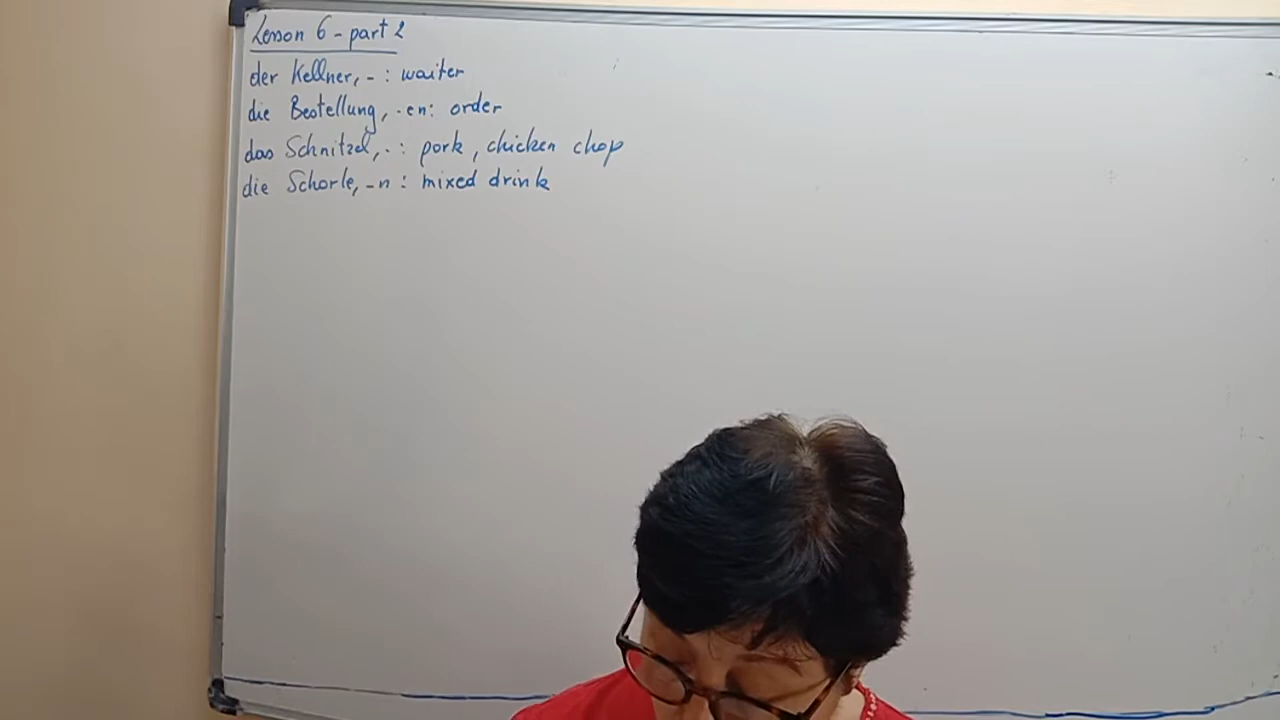 Lesson 6 - part 2
der Kellner, - : waiter
die Bestellung, -en: order
das Schnitzel, - : pork, chicken chop
die Schorle, -n : mixed drink